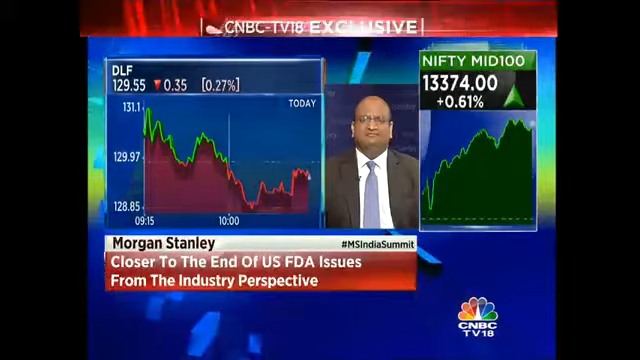 CNBC-TV18 EXCLUSIVE
DLF
129.55 ▼ 0.35 [0.27%]
TODAY
131.1
129.97
128.85
09:15 10:00
NIFTY MID100
13374.00
+0.61%
Morgan Stanley
#MSIndiaSummit
Closer To The End Of US FDA Issues
From The Industry Perspective
CNBC
TV18